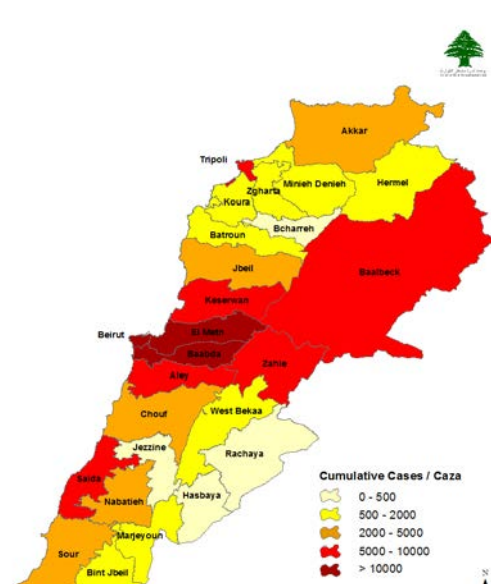 Akkar
Tripoli
Zgharta
Minieh Denieh
Hermel
Koura
Bcharreh
Batroun
Baalbeck
Jbeil
Keserwan
El Metn
Beirut
Baabda
Zahle
Aley
West Bekaa
Chouf
Jezzine
Rachaya
Saida
Hasbaya
Nabatieh
Marjeyoun
Sour
Bint Jbeil
Cumulative Cases / Caza
0 - 500
500 - 2000
2000 - 5000
5000 - 10000
> 10000
N